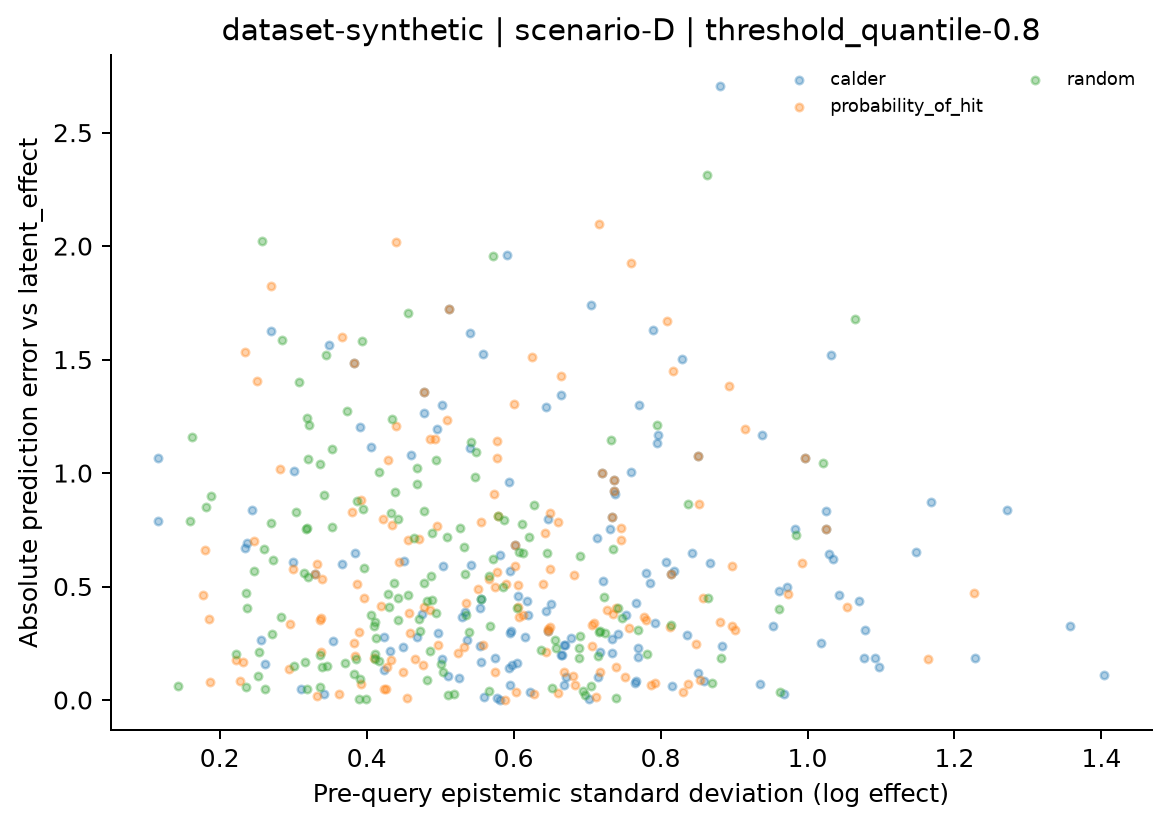 dataset-synthetic | scenario-D | threshold_quantile-0.8
calder
probability_of_hit
random
Absolute prediction error vs latent_effect
2.5
2.0
1.5
1.0
0.5
0.0
0.2 0.4 0.6 0.8 1.0 1.2 1.4
Pre-query epistemic standard deviation (log effect)